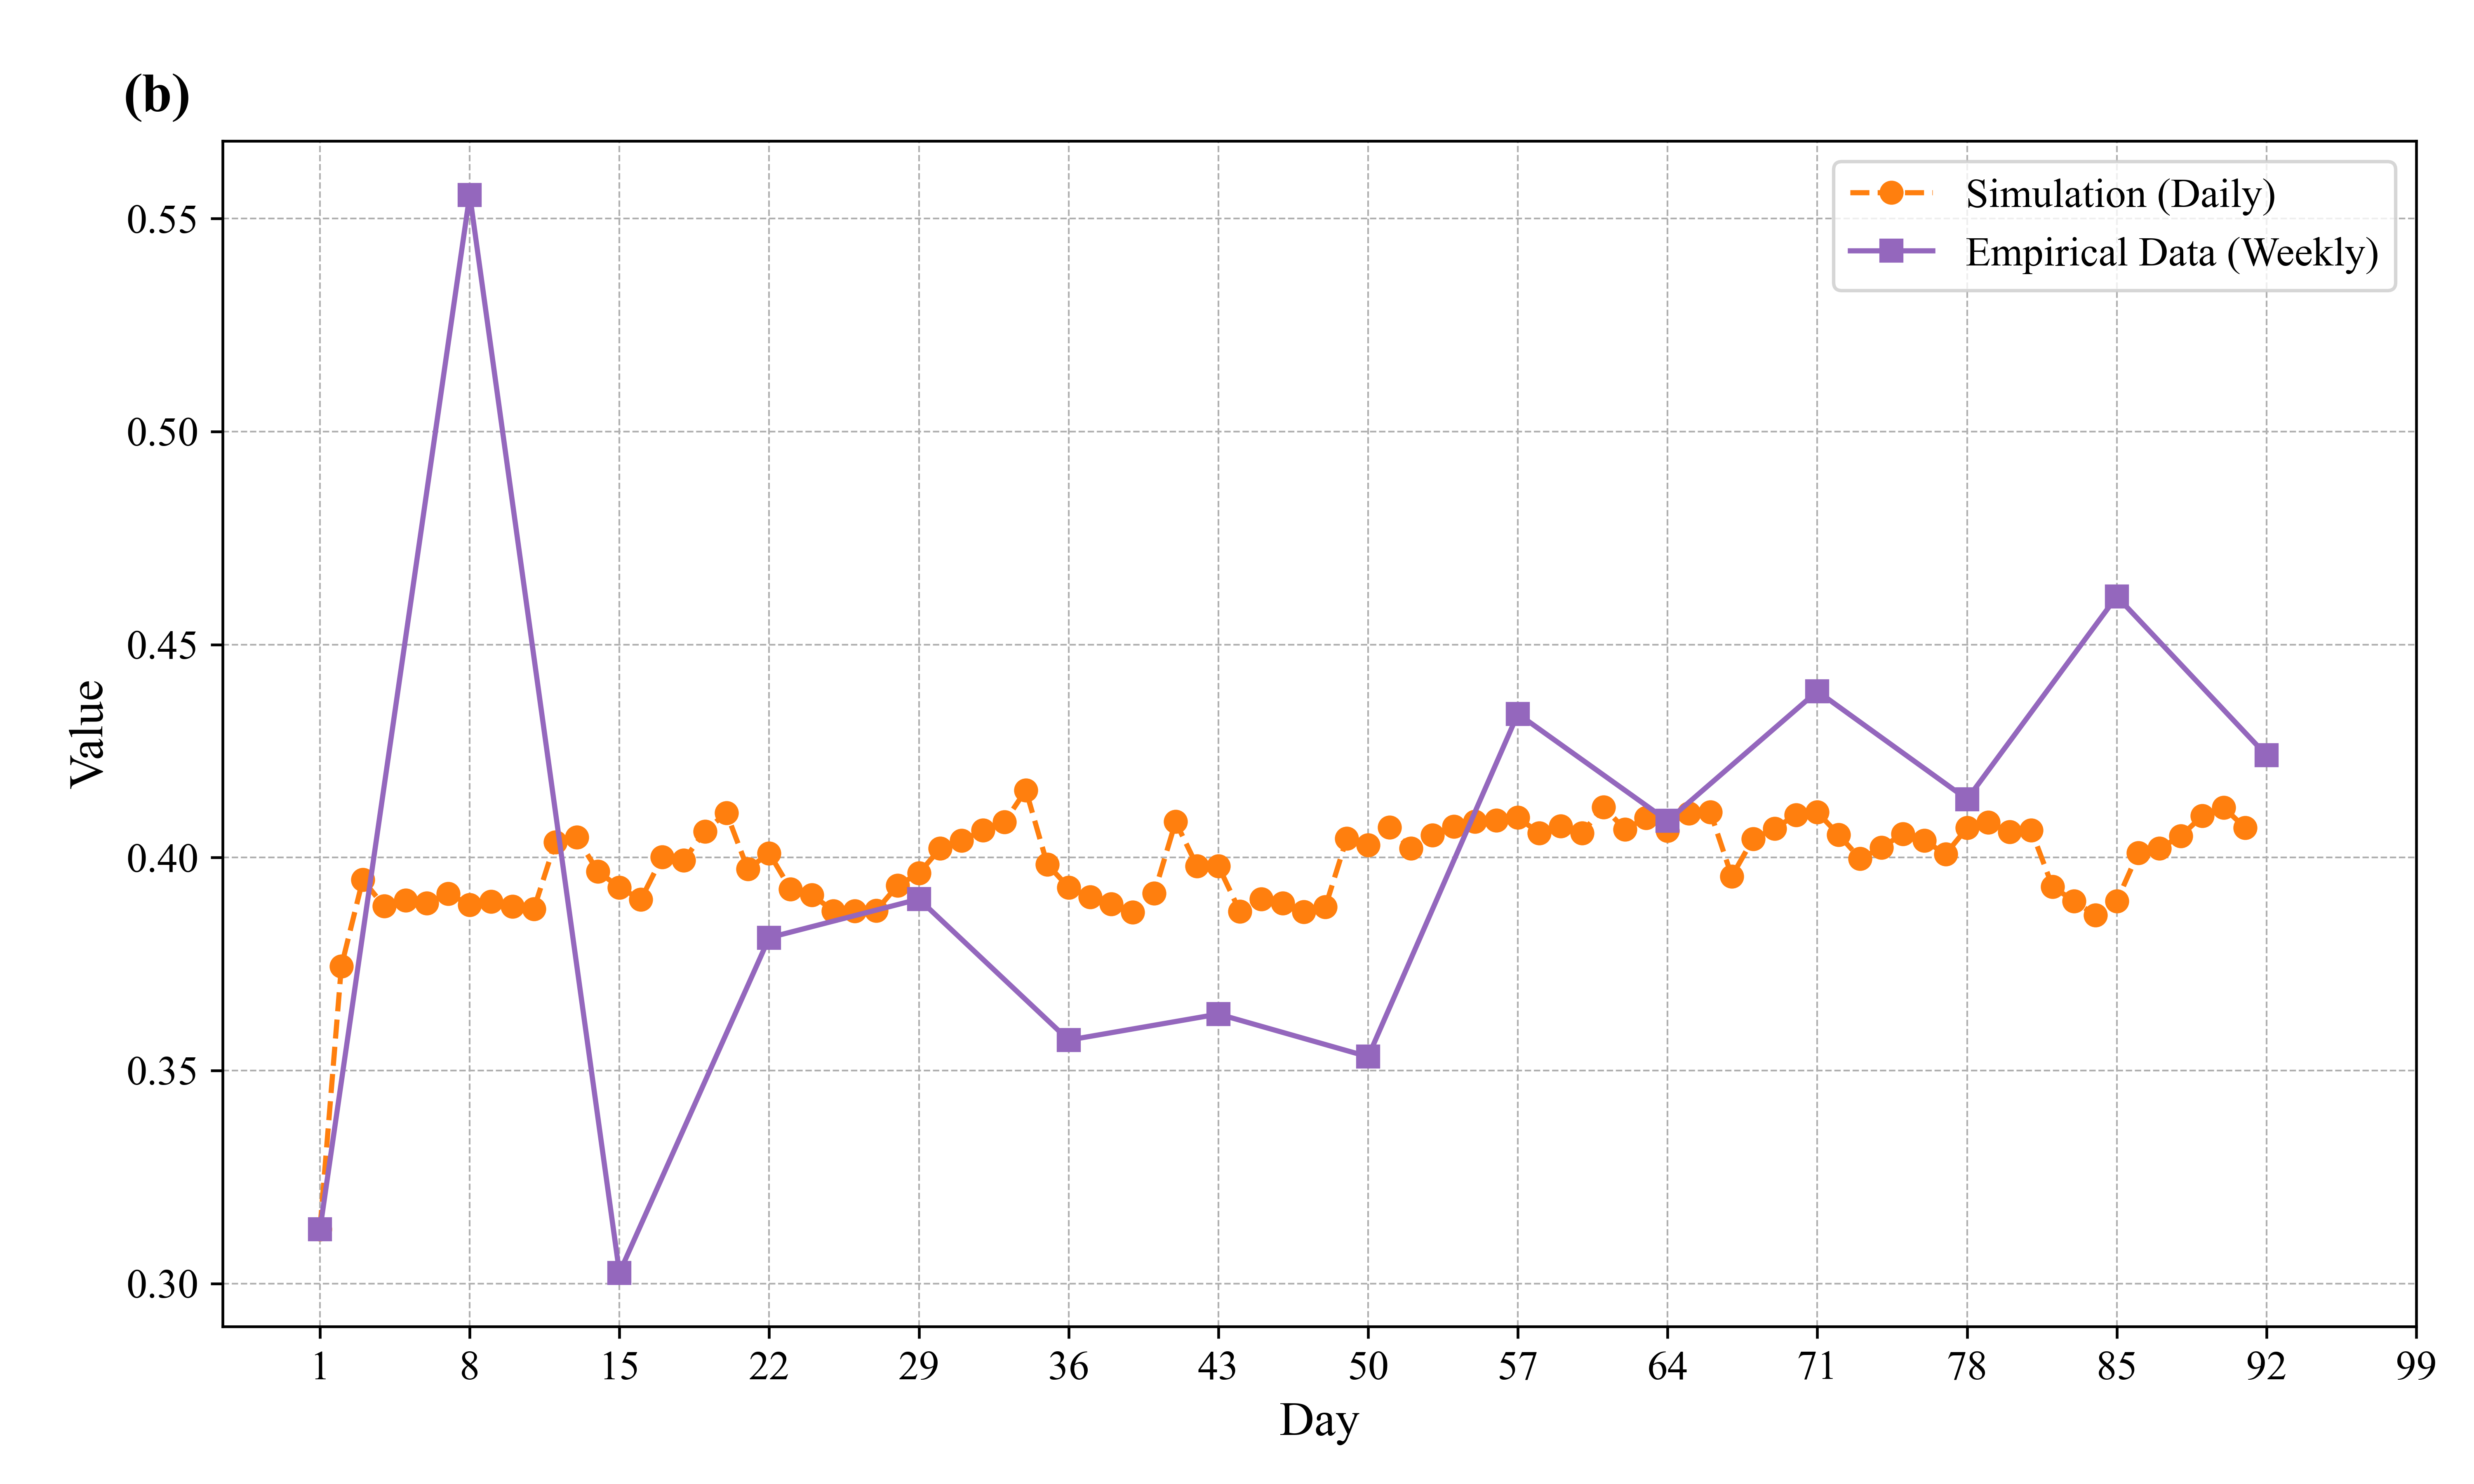 (b)
Simulation (Daily)
Empirical Data (Weekly)
0.55
0.50
0.45
0.40
0.35
0.30
Value
1 8 15 22 29 36 43 50 57 64 71 78 85 92 99
Day